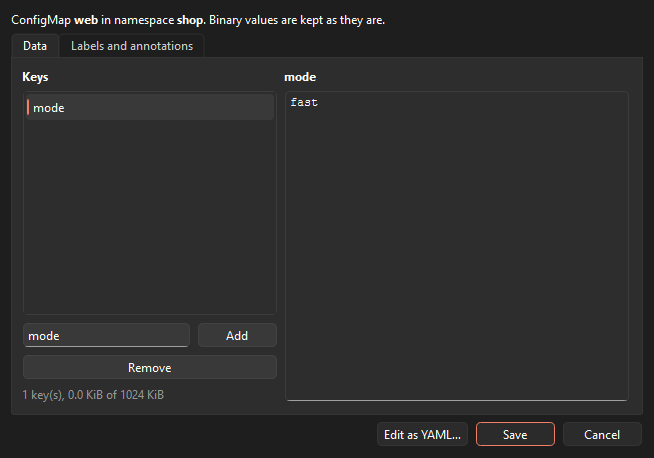 ConfigMap web in namespace shop. Binary values are kept as they are.
Data
Labels and annotations
Keys
mode
mode
fast
mode
Add
Remove
1 key(s), 0.0 KiB of 1024 KiB
Edit as YAML...
Save
Cancel